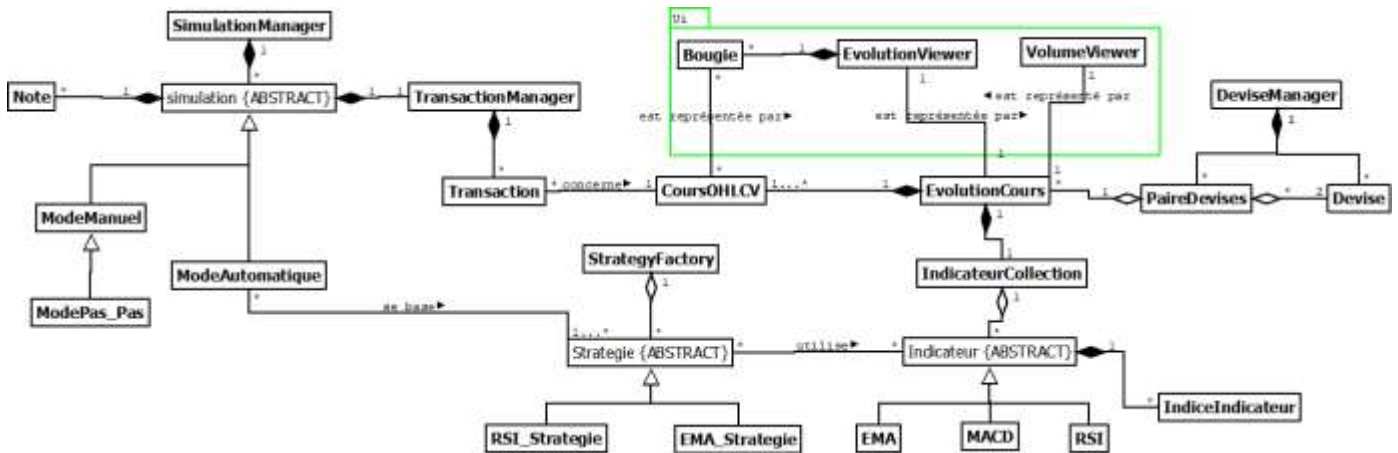 Ui
SimulationManager
1
*
Bougie
*
1
EvolutionViewer
VolumeViewer
1
1
*
Note
*
1
simulation {ABSTRACT}
1
1
TransactionManager
1
est représenté par
DeviseManager
1
est représentée par
est représentée par
1
1
*
*
*
*
Transaction
*
concerne
1
CoursOHLCV
1...*
1
EvolutionCours
*
1
PaireDevises
*
2
Devise
1
ModeManuel
1
ModeAutomatique
StrategyFactory
IndicateurCollection
*
1
1
ModePas_Pas
se base
1...*
*
*
Strategie {ABSTRACT}
*
utilise
*
Indicateur {ABSTRACT}
1
*
IndiceIndicateur
RSI_Strategie
EMA_Strategie
EMA
MACD
RSI